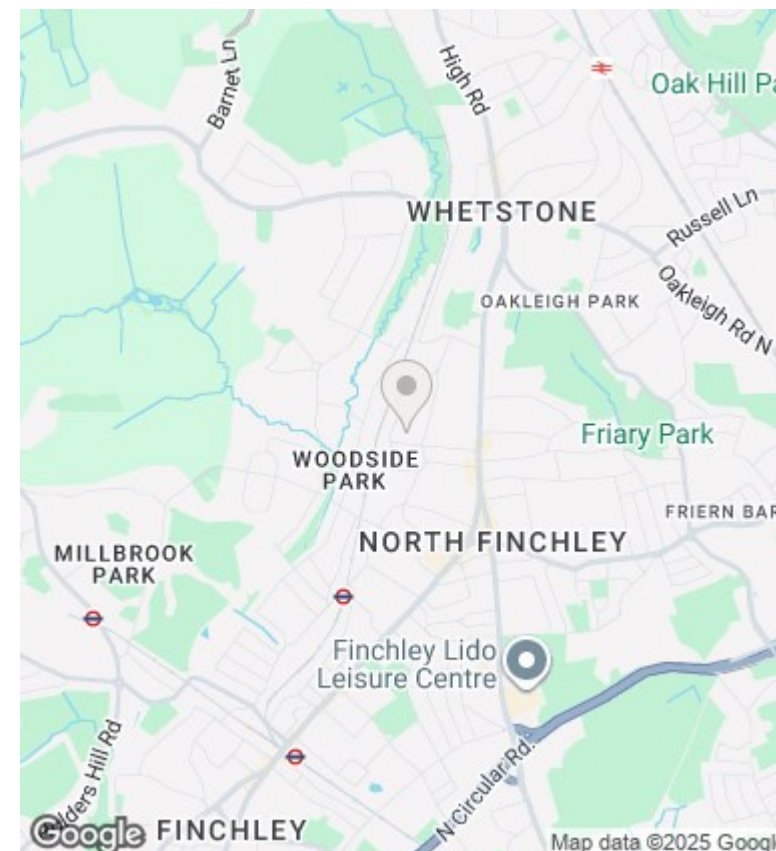 Barnet Ln
High Rd
Oak Hill Pa
WHETSTONE
Russell Ln
OAKLEIGH PARK
Oakleigh Rd N
Friary Park
WOODSIDE
PARK
FRIERN BAR
NORTH FINCHLEY
MILLBROOK
PARK
Finchley Lido
Leisure Centre
N Circular Rd.
Hill Rd
FINCHLEY
Google
Map data ©2025 Googl